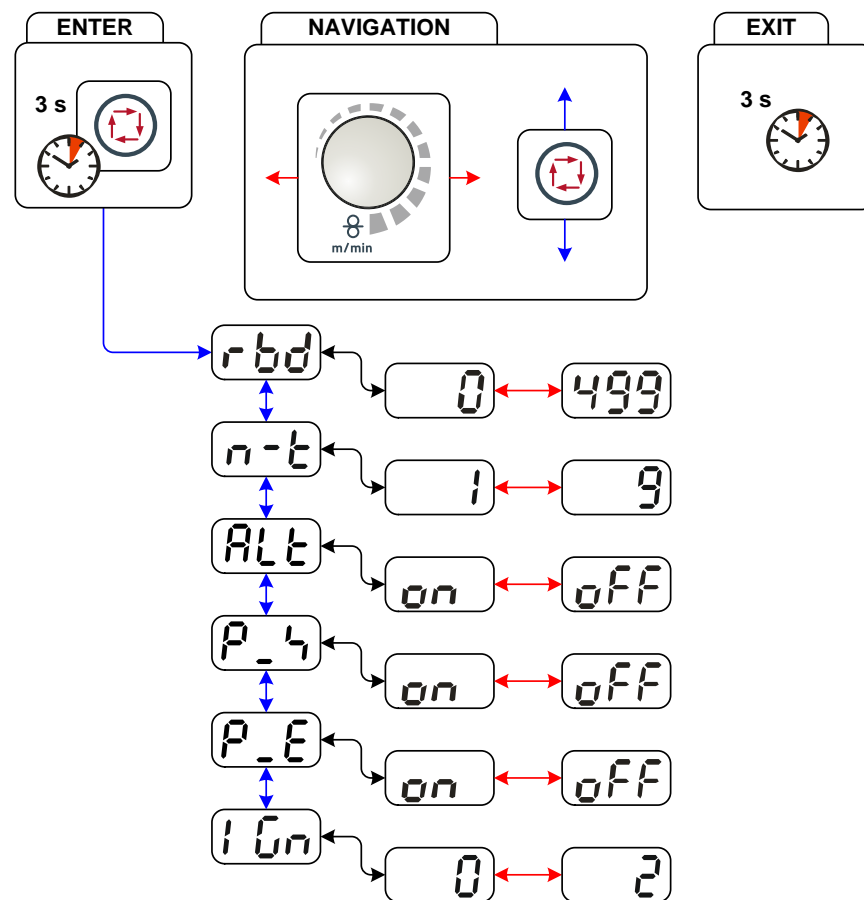 ENTER
NAVIGATION
EXIT
3 s
3 s
m/min
rbd
0
499
n-t
1
9
ALt
on
oFF
P_4
on
oFF
P_E
on
oFF
IGn
0
2